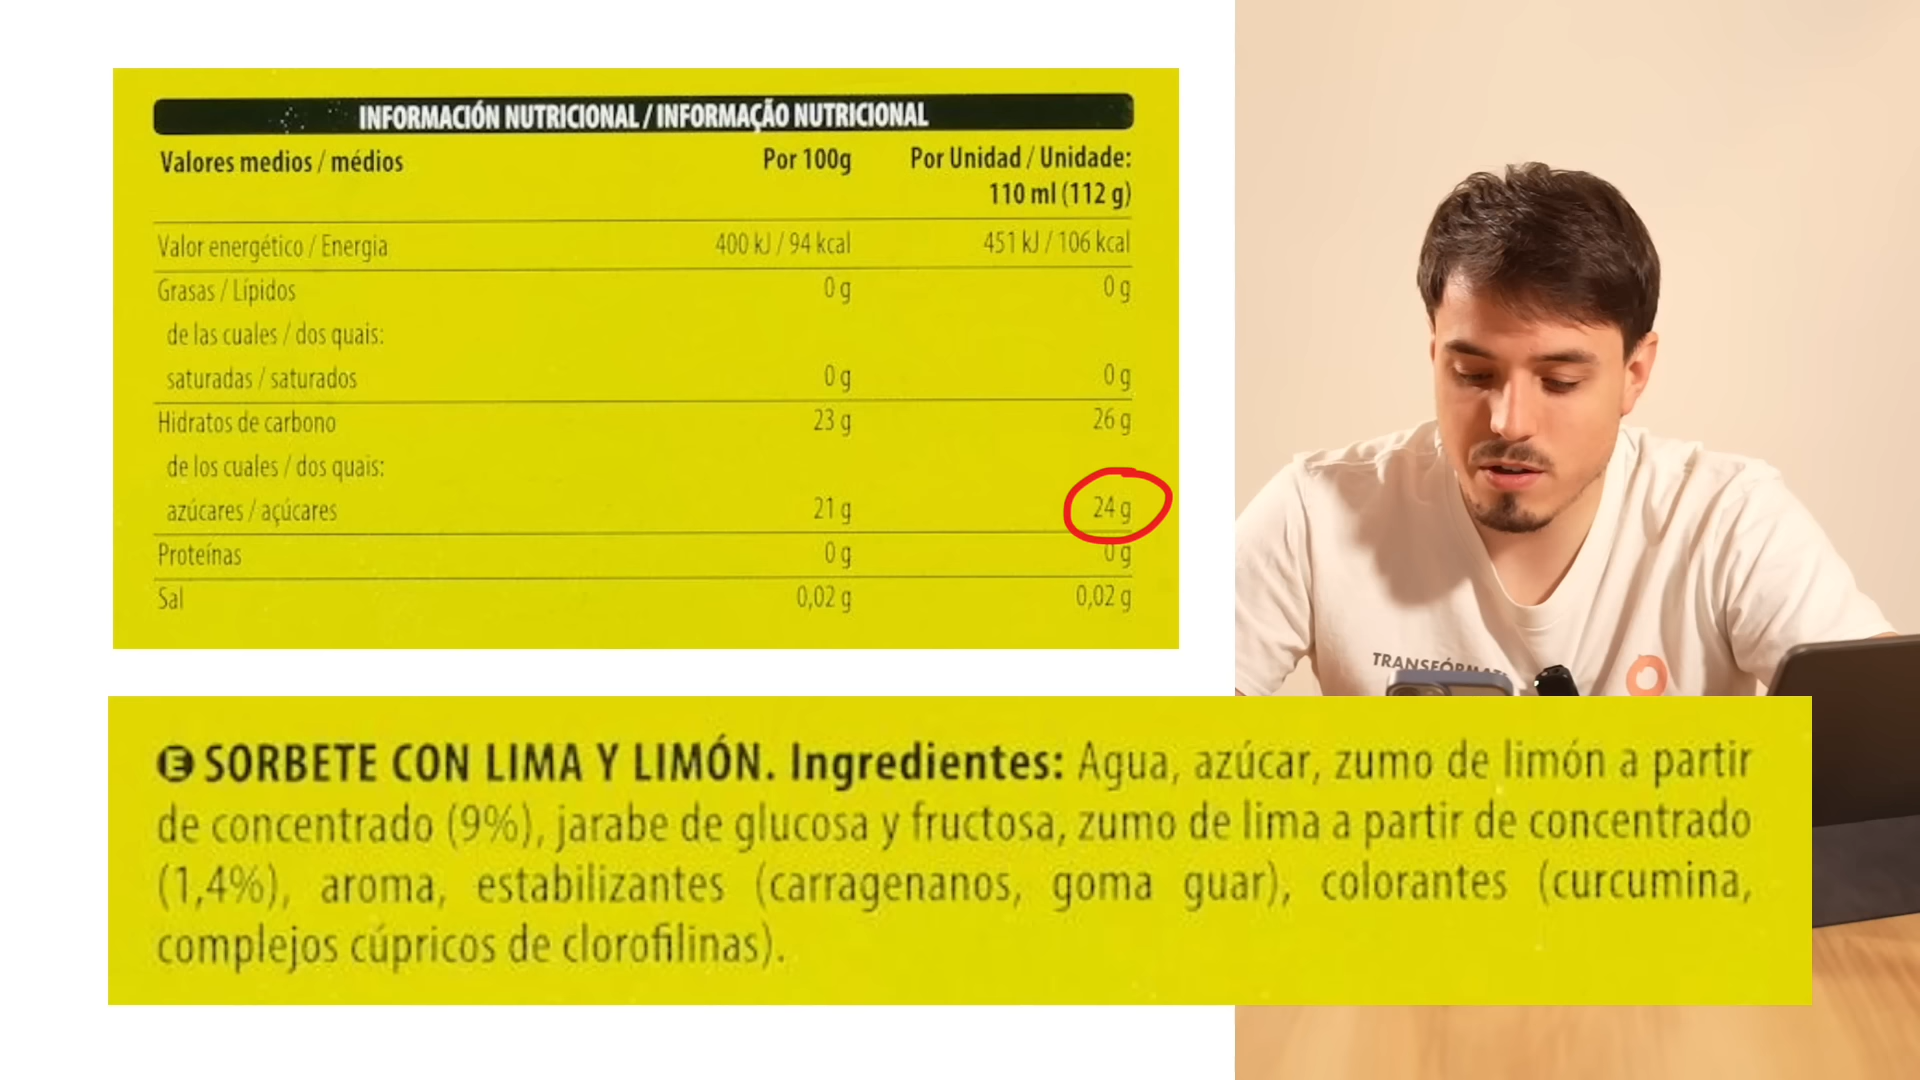 INFORMACIÓN NUTRICIONAL / INFORMAÇÃO NUTRICIONAL
Valores medios / médios Por 100g Por Unidad / Unidade:
110 ml (112 g)
Valor energético / Energia 400 kJ / 94 kcal 451 kJ / 106 kcal
Grasas / Lípidos 0 g 0 g
de las cuales / dos quais:
saturadas / saturados 0 g 0 g
Hidratos de carbono 23 g 26 g
de los cuales / dos quais:
azúcares / açúcares 21 g 24 g
Proteínas 0 g 0 g
Sal 0,02 g 0,02 g
E SORBETE CON LIMA Y LIMÓN. Ingredientes: Agua, azúcar, zumo de limón a partir
de concentrado (9%), jarabe de glucosa y fructosa, zumo de lima a partir de concentrado
(1,4%), aroma, estabilizantes (carragenanos, goma guar), colorantes (curcumina,
complejos cúpricos de clorofilinas).